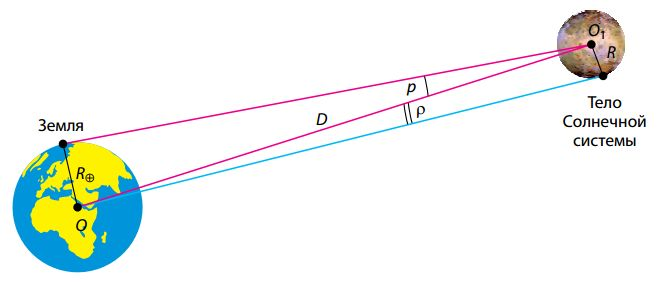 O₁
R
p
ρ
D
Тело
Солнечной
системы
Земля
R⊕
O